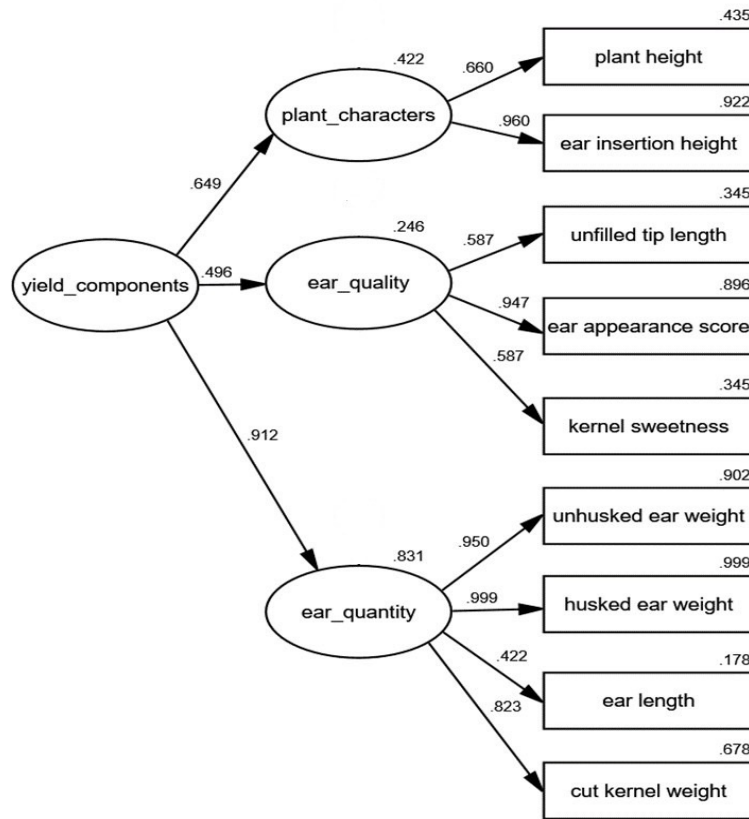 .435
plant height
.422
.660
plant_characters
.960
.922
ear insertion height
.649
.345
unfilled tip length
.246
.587
yield_components
.496
ear_quality
.947
.896
ear appearance score
.587
.345
kernel sweetness
.912
.902
unhusked ear weight
.950
.831
.999
husked ear weight
ear_quantity
.999
.422
.178
ear length
.823
.678
cut kernel weight